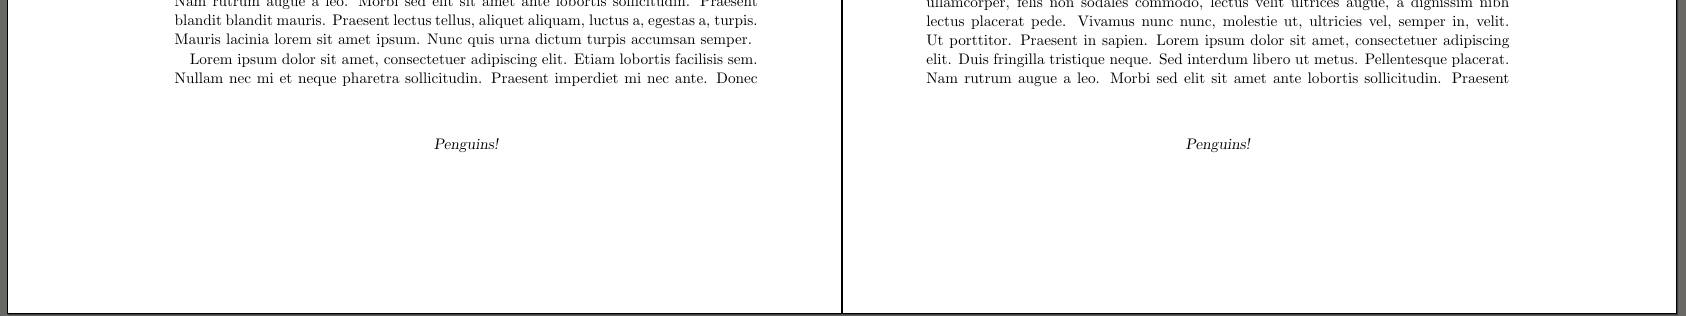 Nam rutrum augue a leo. Morbi sed elit sit amet ante lobortis sollicitudin. Praesent
blandit blandit mauris. Praesent lectus tellus, aliquet aliquam, luctus a, egestas a, turpis.
Mauris lacinia lorem sit amet ipsum. Nunc quis urna dictum turpis accumsan semper.
Lorem ipsum dolor sit amet, consectetuer adipiscing elit. Etiam lobortis facilisis sem.
Nullam nec mi et neque pharetra sollicitudin. Praesent imperdiet mi nec ante. Donec
Penguins!
ullamcorper, felis non sodales commodo, lectus velit ultrices augue, a dignissim nibh
lectus placerat pede. Vivamus nunc nunc, molestie ut, ultricies vel, semper in, velit.
Ut porttitor. Praesent in sapien. Lorem ipsum dolor sit amet, consectetuer adipiscing
elit. Duis fringilla tristique neque. Sed interdum libero ut metus. Pellentesque placerat.
Nam rutrum augue a leo. Morbi sed elit sit amet ante lobortis sollicitudin. Praesent
Penguins!